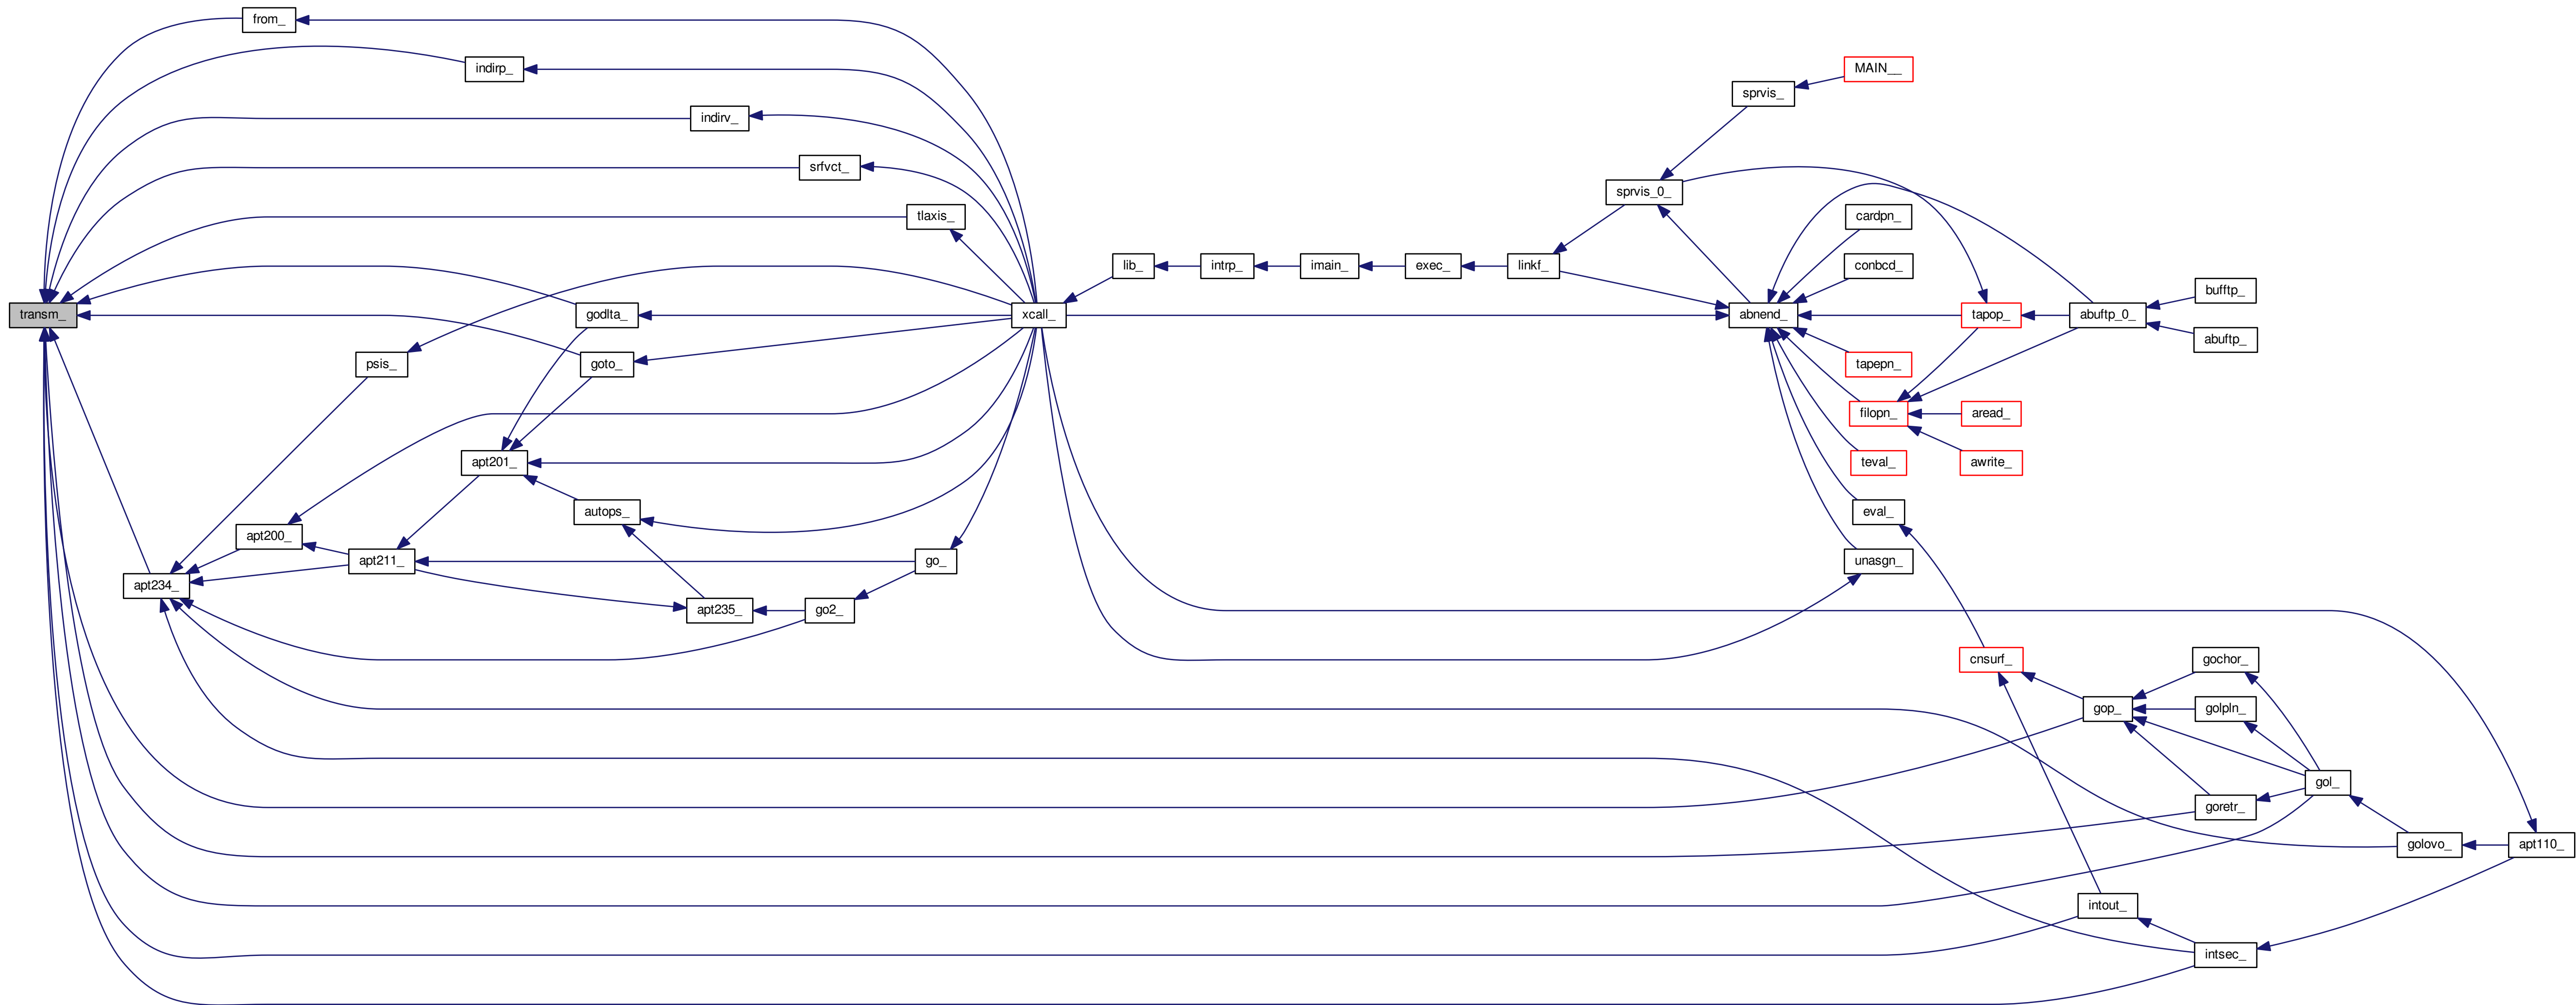 from_
indirp_
MAIN__
sprvis_
indirv_
srfvct_
sprvis_0_
tlaxis_
cardpn_
lib_
intrp_
imain_
exec_
linkf_
conbcd_
bufftp_
transm_
godlta_
xcall_
abnend_
tapop_
abuftp_0_
abuftp_
psis_
goto_
tapepn_
filopn_
aread_
apt201_
teval_
awrite_
autops_
eval_
apt200_
apt211_
go_
unasgn_
apt234_
apt235_
go2_
cnsurf_
gochor_
gop_
golpln_
gol_
goretr_
golovo_
apt110_
intout_
intsec_